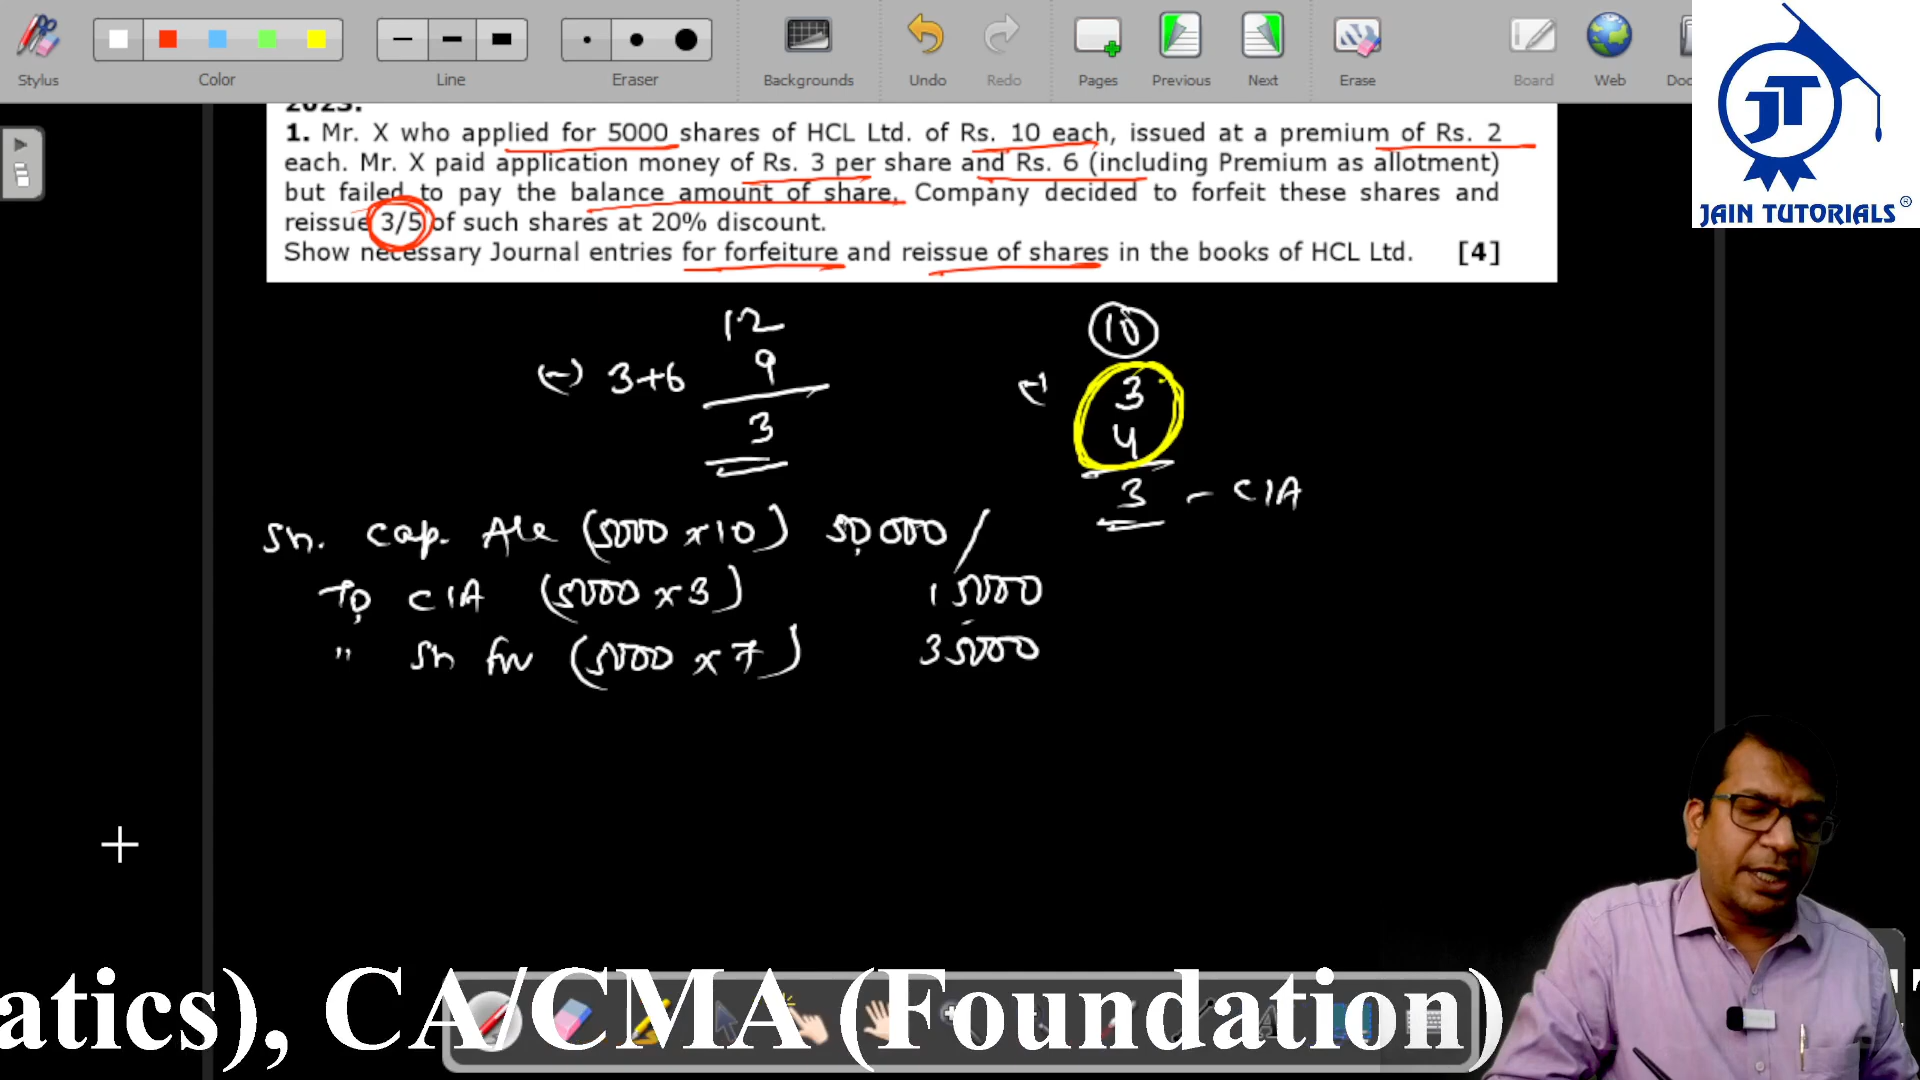 Stylus
Color
Line
Eraser
Backgrounds
Undo
Redo
Pages
Previous
Next
Erase
Board
Web
JT
JAIN TUTORIALS®
2023.
1. Mr. X who applied for 5000 shares of HCL Ltd. of Rs. 10 each, issued at a premium of Rs. 2
each. Mr. X paid application money of Rs. 3 per share and Rs. 6 (including Premium as allotment)
but failed to pay the balance amount of share. Company decided to forfeit these shares and
reissue 3/5 of such shares at 20% discount.
Show necessary Journal entries for forfeiture and reissue of shares in the books of HCL Ltd. [4]
12
(-) 3+6 9
3
10
(-) 3
4
3 - CIA
Sh. Cap. A/c (5000 x 10) 50,000/
To CIA (5000 x 3) 15000
" Sh for (5000 x 7) 35000
atics), CA/CMA (Foundation)